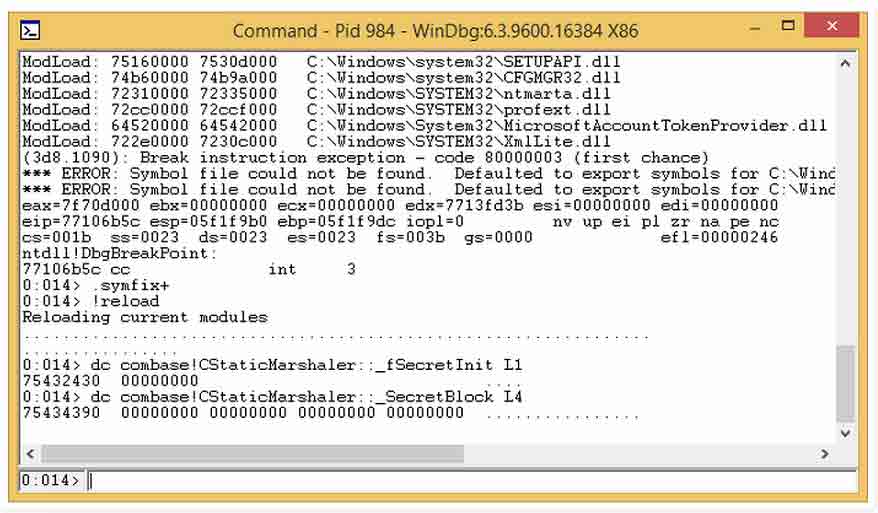 Command - Pid 984 - WinDbg:6.3.9600.16384 X86
ModLoad: 75160000 7530d000   C:\Windows\system32\SETUPAPI.dll
ModLoad: 74b60000 74b9a000   C:\Windows\system32\CFGMGR32.dll
ModLoad: 72310000 72335000   C:\Windows\SYSTEM32\ntmarta.dll
ModLoad: 72cc0000 72ccf000   C:\Windows\SYSTEM32\profext.dll
ModLoad: 64520000 64542000   C:\Windows\System32\MicrosoftAccountTokenProvider.dll
ModLoad: 722e0000 7230c000   C:\Windows\SYSTEM32\XmlLite.dll
(3d8.1090): Break instruction exception - code 80000003 (first chance)
*** ERROR: Symbol file could not be found.  Defaulted to export symbols for C:\Wind
*** ERROR: Symbol file could not be found.  Defaulted to export symbols for C:\Wind
eax=7f70d000 ebx=00000000 ecx=00000000 edx=7713fd3b esi=00000000 edi=00000000
eip=77106b5c esp=05f1f9b0 ebp=05f1f9dc iopl=0         nv up ei pl zr na pe nc
cs=001b  ss=0023  ds=0023  es=0023  fs=003b  gs=0000             efl=00000246
ntdll!DbgBreakPoint:
77106b5c cc              int     3
0:014> .symfix+
0:014> !reload
Reloading current modules
................................................................
................
0:014> dc combase!CStaticMarshaler::_fSecretInit L1
75432430  00000000                             ....
0:014> dc combase!CStaticMarshaler::_SecretBlock L4
75434390  00000000 00000000 00000000 00000000  ................
0:014>